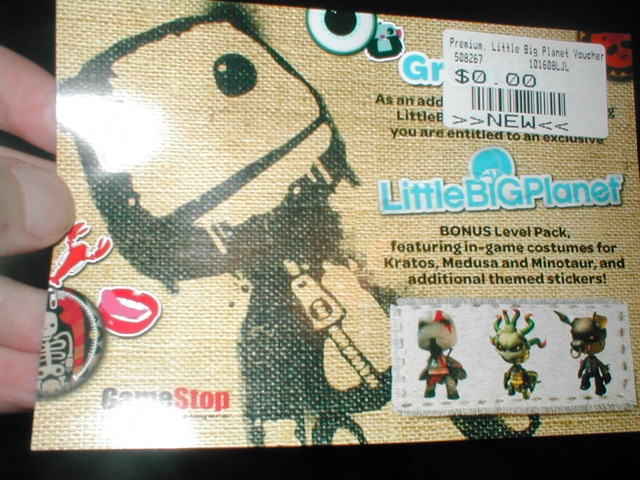 Premium, Little Big Planet Voucher
508267 101608LJL
$0.00
>>NEW<<
Gr
As an add
LittleB g
you are entitled to an exclusive
LittleBIGPlanet
BONUS Level Pack,
featuring in-game costumes for
Kratos, Medusa and Minotaur, and
additional themed stickers!
GameStop